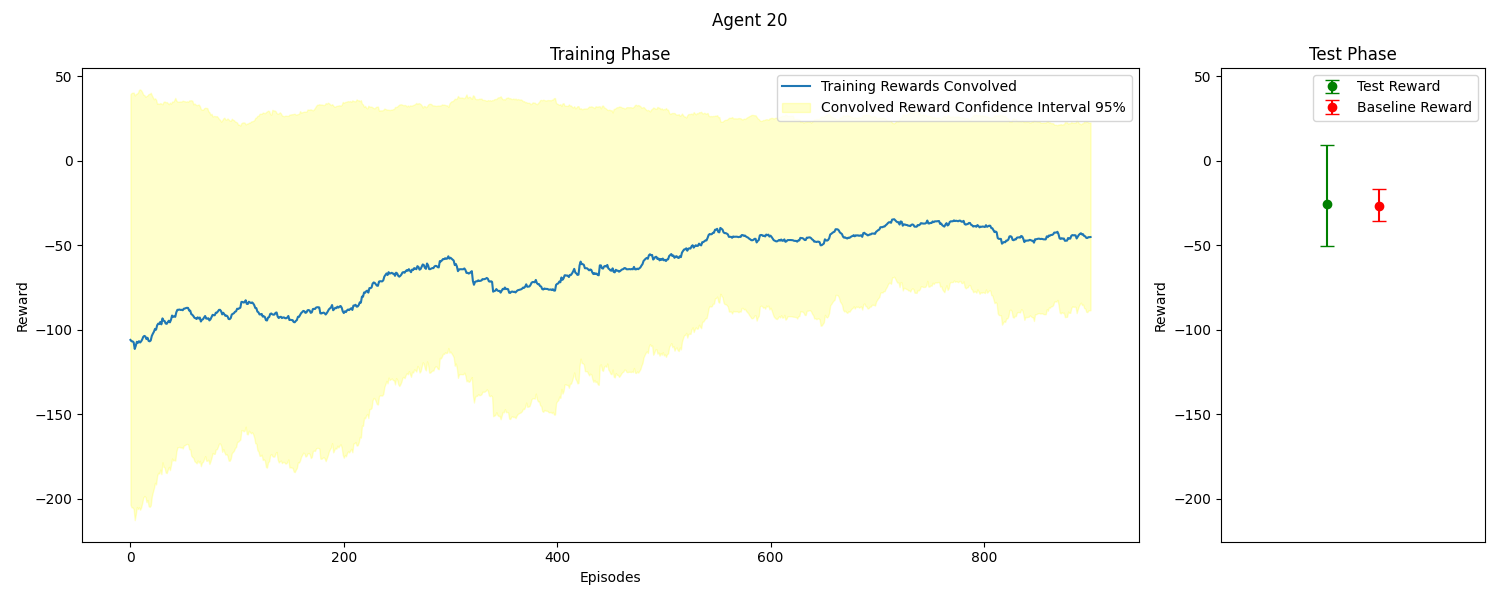 Agent 20
Training Phase
50
0
−50
−100
−150
−200
Reward
0
200
400
600
800
Episodes
Training Rewards Convolved
Convolved Reward Confidence Interval 95%
Test Phase
50
0
−50
−100
−150
−200
Reward
Test Reward
Baseline Reward